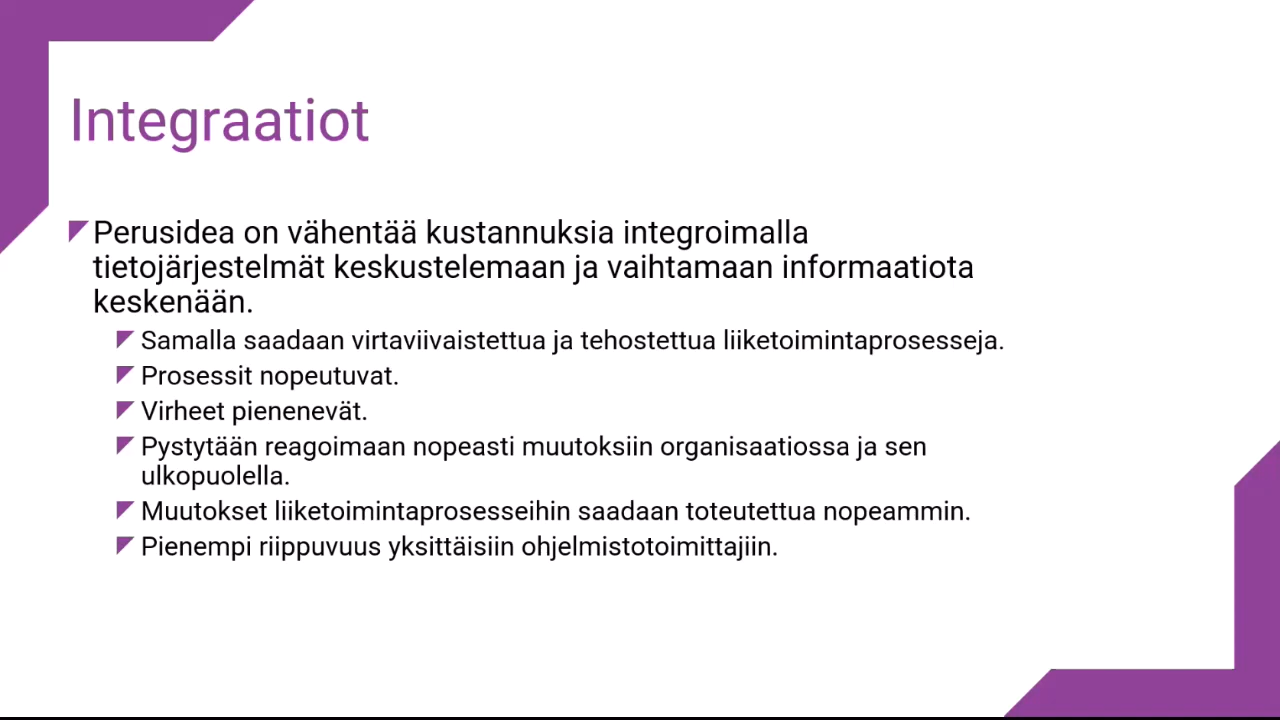 Integraatiot
Perusidea on vähentää kustannuksia integroimalla
tietojärjestelmät keskustelemaan ja vaihtamaan informaatiota
keskenään.
Samalla saadaan virtaviivaistettua ja tehostettua liiketoimintaprosesseja.
Prosessit nopeutuvat.
Virheet pienenevät.
Pystytään reagoimaan nopeasti muutoksiin organisaatiossa ja sen
ulkopuolella.
Muutokset liiketoimintaprosesseihin saadaan toteutettua nopeammin.
Pienempi riippuvuus yksittäisiin ohjelmistotoimittajiin.